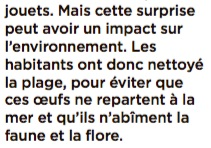 jouets. Mais cette surprise
peut avoir un impact sur
l’environnement. Les
habitants ont donc nettoyé
la plage, pour éviter que
ces œufs ne repartent à la
mer et qu’ils n’abîment la
faune et la flore.